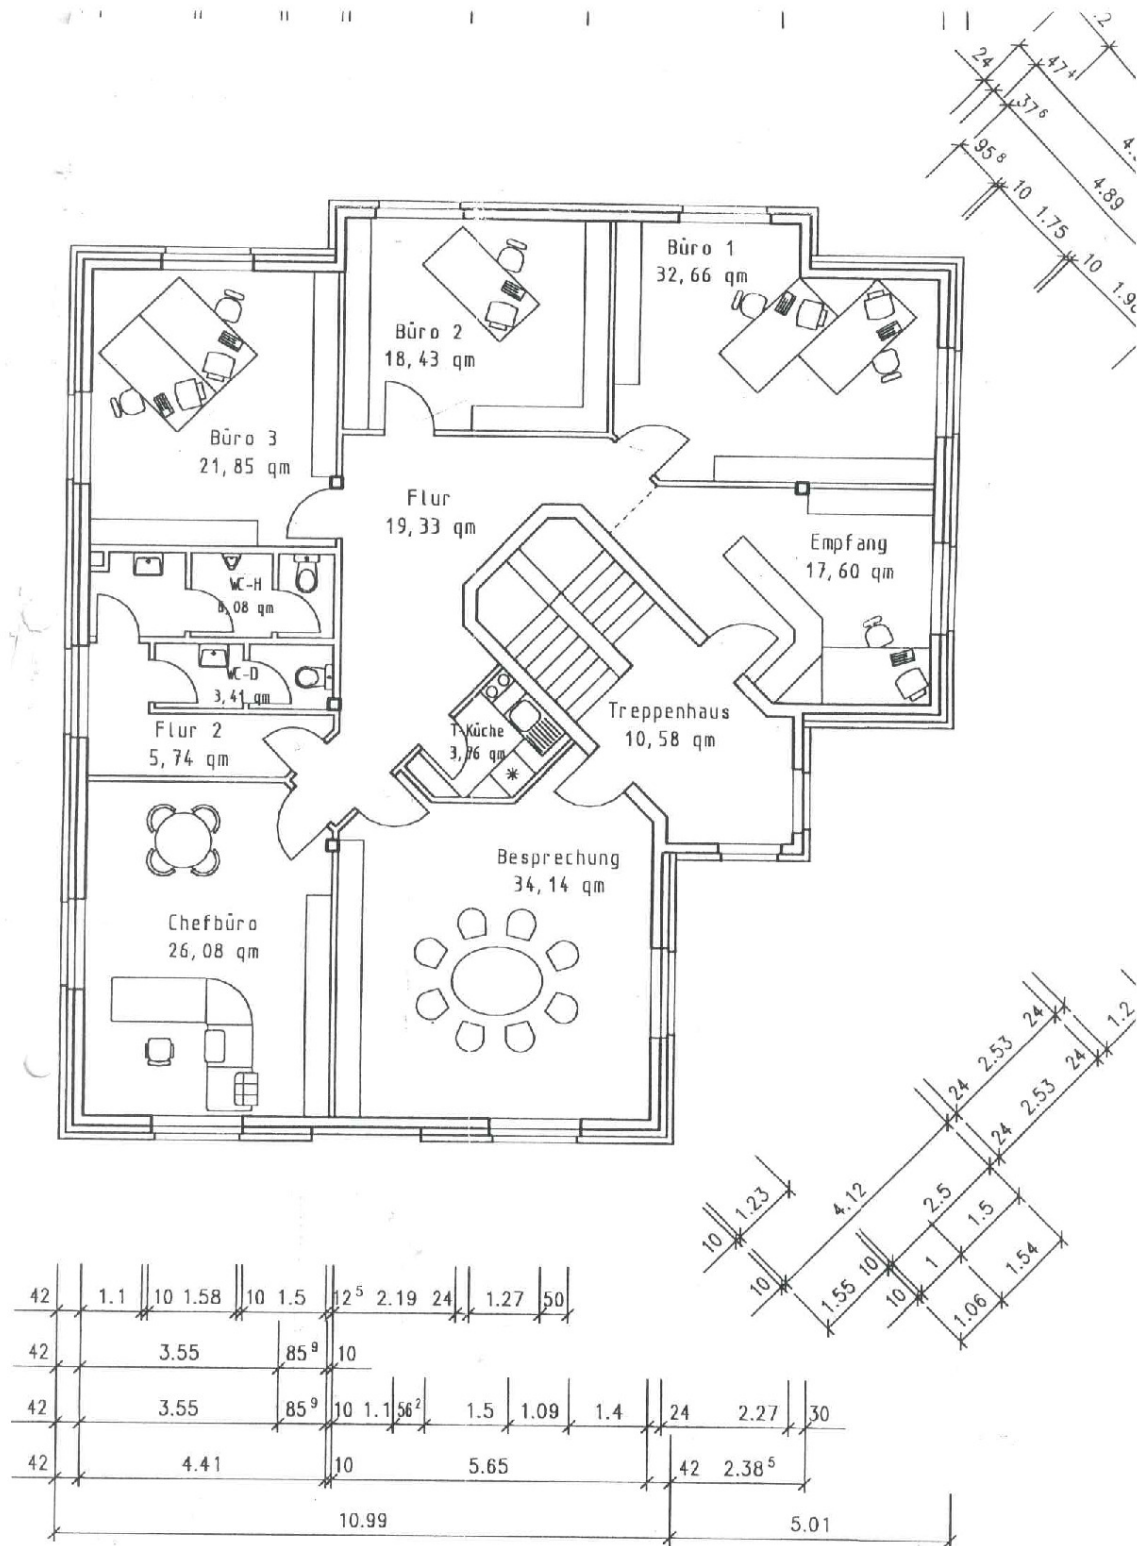 24
47⁴
37⁶
95⁸
4.89
10
1.75
10
Büro 1
32,66 qm
Büro 2
18,43 qm
Büro 3
21,85 qm
Flur
19,33 qm
Empfang
17,60 qm
WC-H
WC-D
3,41 qm
Flur 2
5,74 qm
T-Küche
Treppenhaus
10,58 qm
Besprechung
34,14 qm
Chefbüro
26,08 qm
24
1.2
2.53
24
24
2.53
24
4.12
2.5
1.5
1.23
10
10
1.55
10
1
10
1.54
1.06
42 1.1 10 1.58 10 1.5 12⁵ 2.19 24 1.27 50
42 3.55 85⁹ 10
42 3.55 85⁹ 10 1.1 56² 1.5 1.09 1.4 24 2.27 30
42 4.41 10 5.65 42 2.38⁵
10.99 5.01